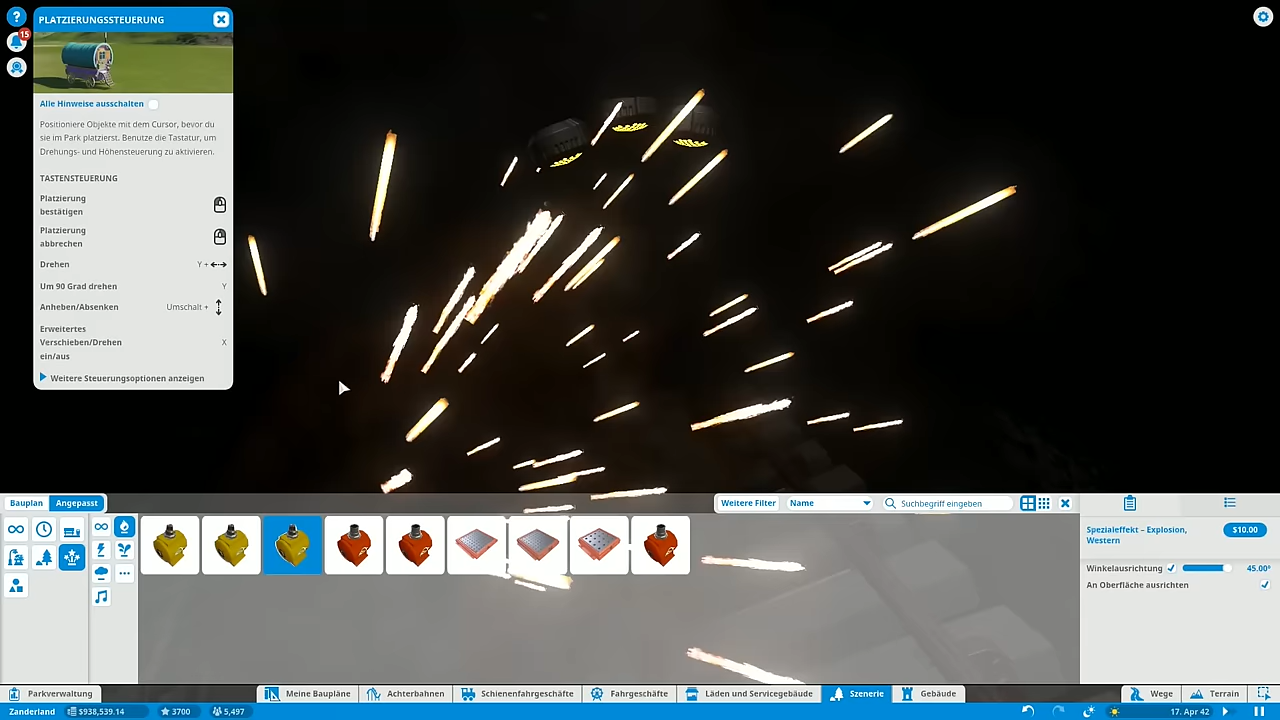 PLATZIERUNGSSTEUERUNG
15
Alle Hinweise ausschalten
Positioniere Objekte mit dem Cursor, bevor du
sie im Park platzierst. Benutze die Tastatur, um
Drehungs- und Höhensteuerung zu aktivieren.
TASTENSTEUERUNG
Platzierung
bestätigen
Platzierung
abbrechen
Drehen Y +
Um 90 Grad drehen Y
Anheben/Absenken Umschalt +
Erweitertes
Verschieben/Drehen X
ein/aus
Weitere Steuerungsoptionen anzeigen
Bauplan Angepasst
Weitere Filter Name Suchbegriff eingeben
Spezialeffekt – Explosion,
Western
$10.00
Winkelausrichtung 45.00°
An Oberfläche ausrichten
Parkverwaltung Meine Baupläne Achterbahnen Schienenfahrgeschäfte Fahrgeschäfte Läden und Servicegebäude Szenerie Gebäude Wege Terrain
Zanderland $938,539.14 3700 5,497 17. Apr 42